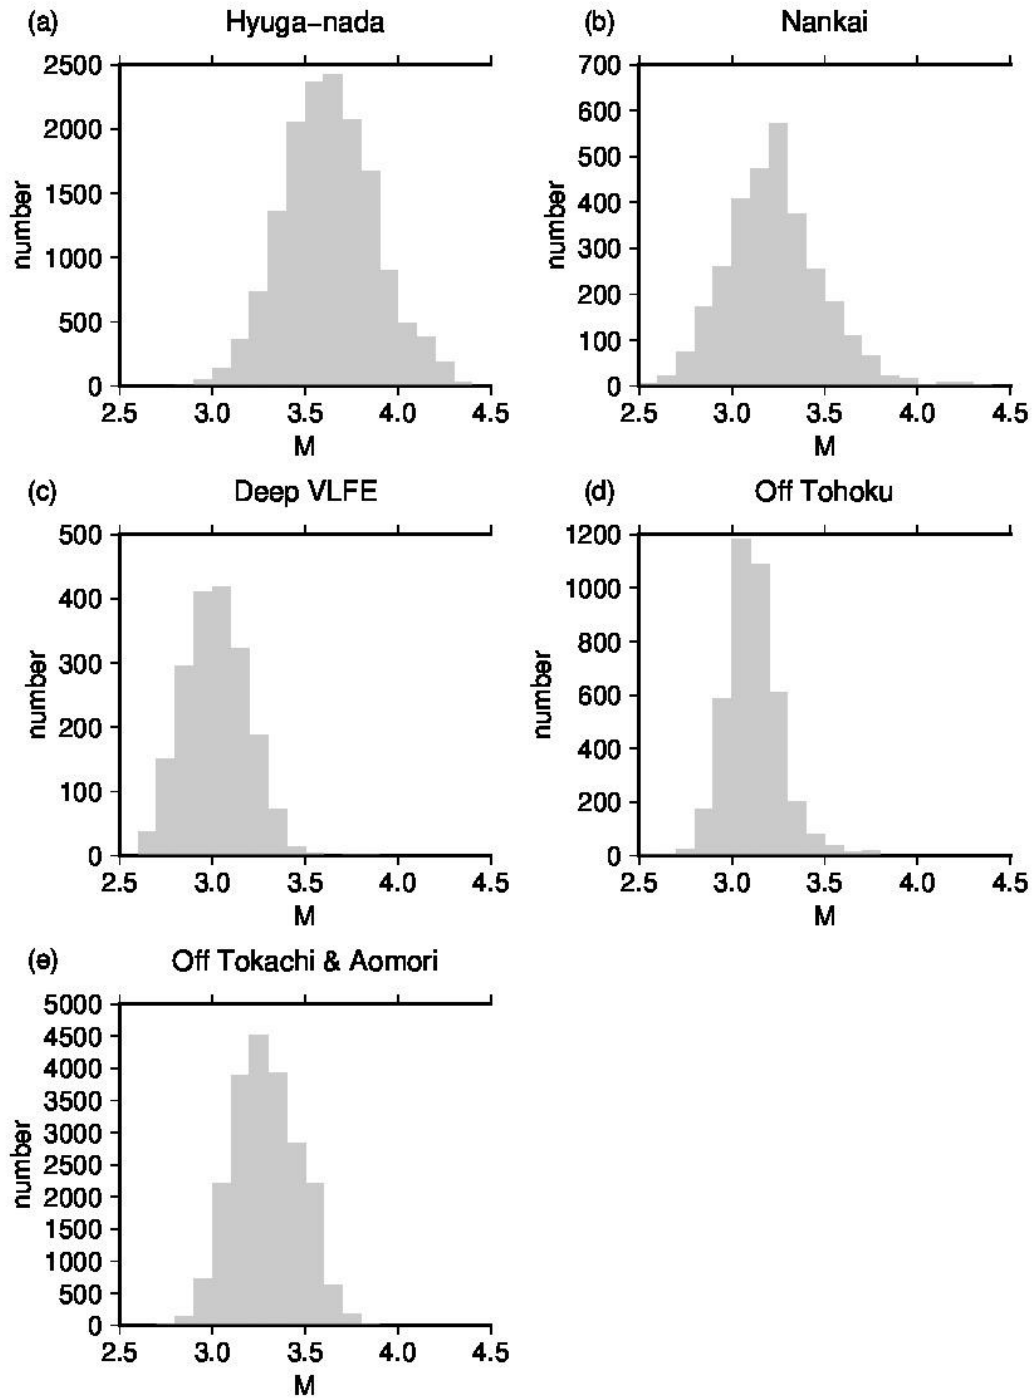 (a) Hyuga-nada
2500
2000
1500
1000
500
0
number
2.5 3.0 3.5 4.0 4.5
M
(b) Nankai
700
600
500
400
300
200
100
0
number
2.5 3.0 3.5 4.0 4.5
M
(c) Deep VLFE
500
400
300
200
100
0
number
2.5 3.0 3.5 4.0 4.5
M
(d) Off Tohoku
1200
1000
800
600
400
200
0
number
2.5 3.0 3.5 4.0 4.5
M
(e) Off Tokachi & Aomori
5000
4500
4000
3500
3000
2500
2000
1500
1000
500
0
number
2.5 3.0 3.5 4.0 4.5
M